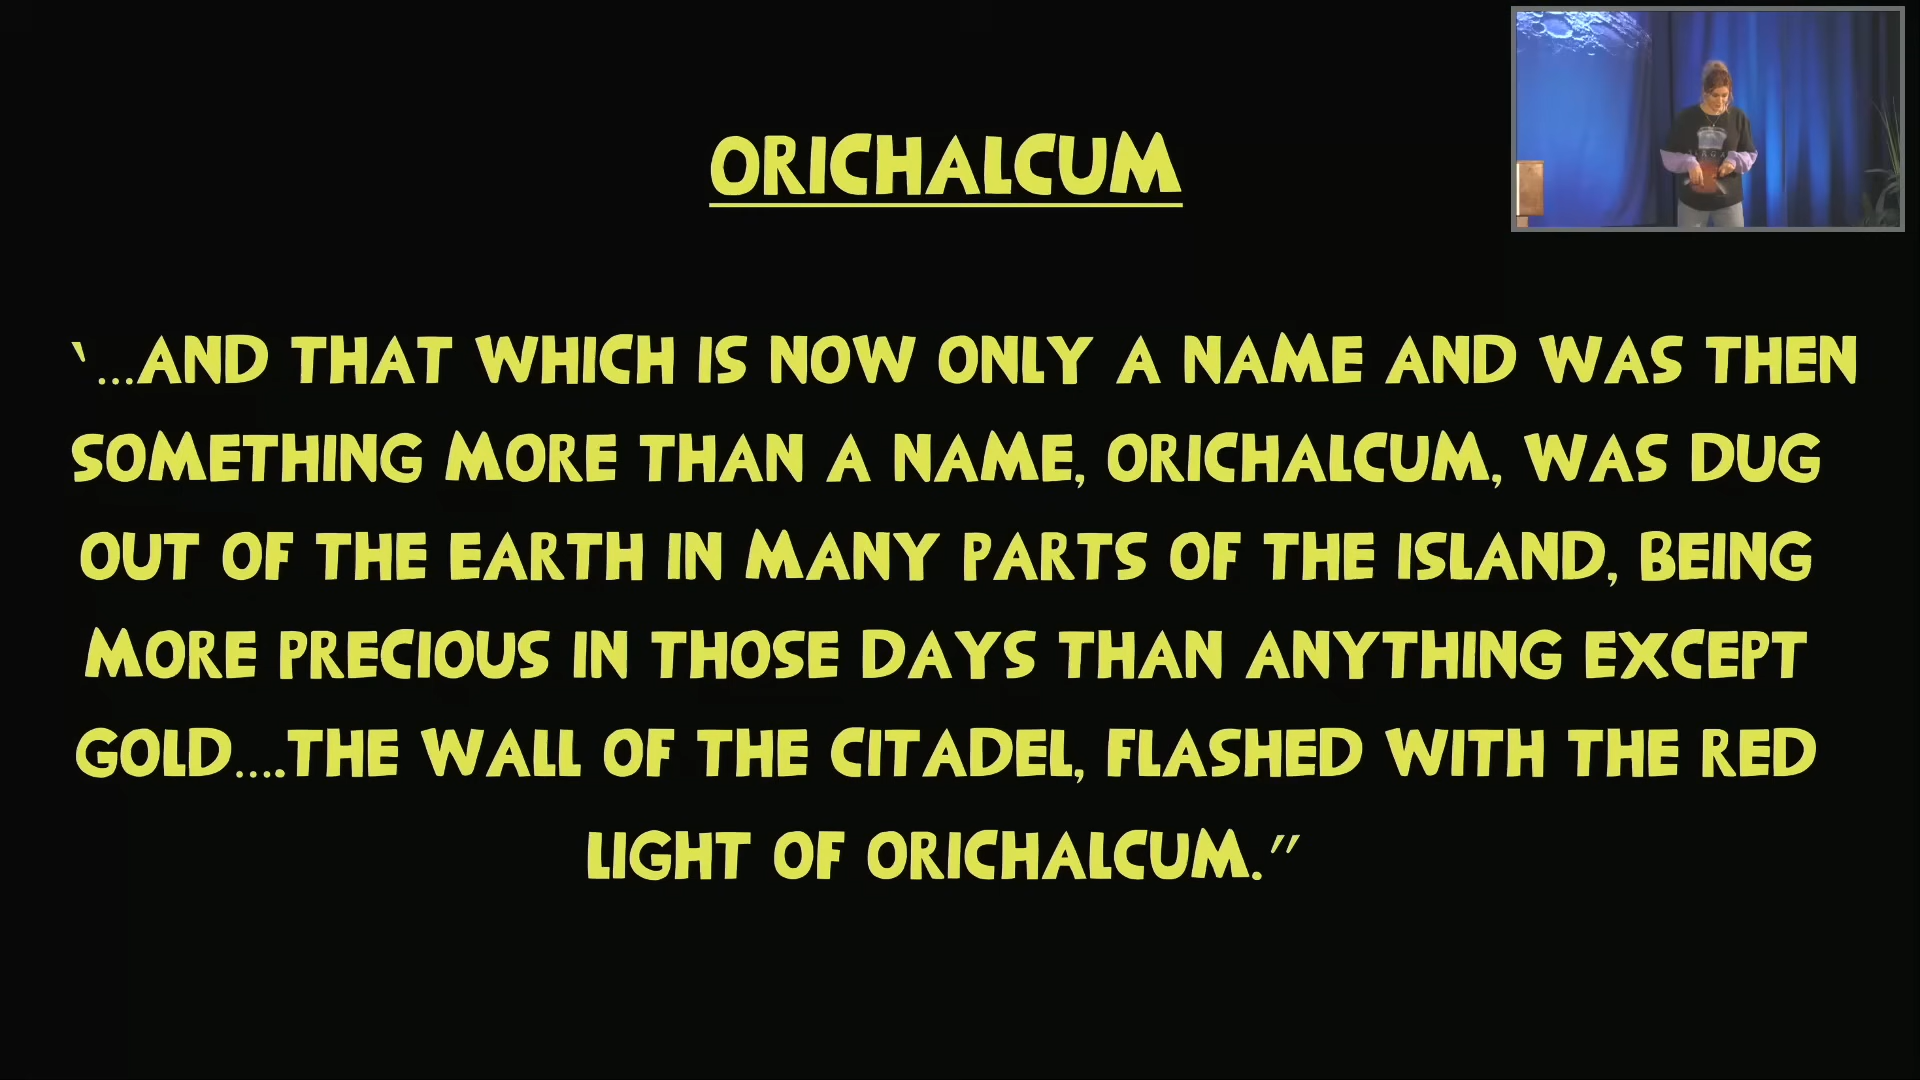 ORICHALCUM
‵...AND THAT WHICH IS NOW ONLY A NAME AND WAS THEN
SOMETHING MORE THAN A NAME, ORICHALCUM, WAS DUG
OUT OF THE EARTH IN MANY PARTS OF THE ISLAND, BEING
MORE PRECIOUS IN THOSE DAYS THAN ANYTHING EXCEPT
GOLD....THE WALL OF THE CITADEL, FLASHED WITH THE RED
LIGHT OF ORICHALCUM."